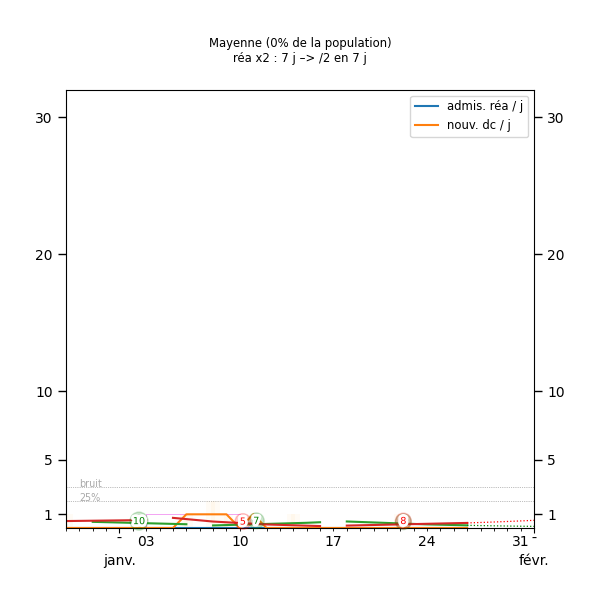 Mayenne (0% de la population)
réa x2 : 7 j –> /2 en 7 j
admis. réa / j
nouv. dc / j
30 30
20 20
10 10
5 5
bruit
25%
1 1
10 5 7 8
- 03 10 17 24 31 -
janv. févr.